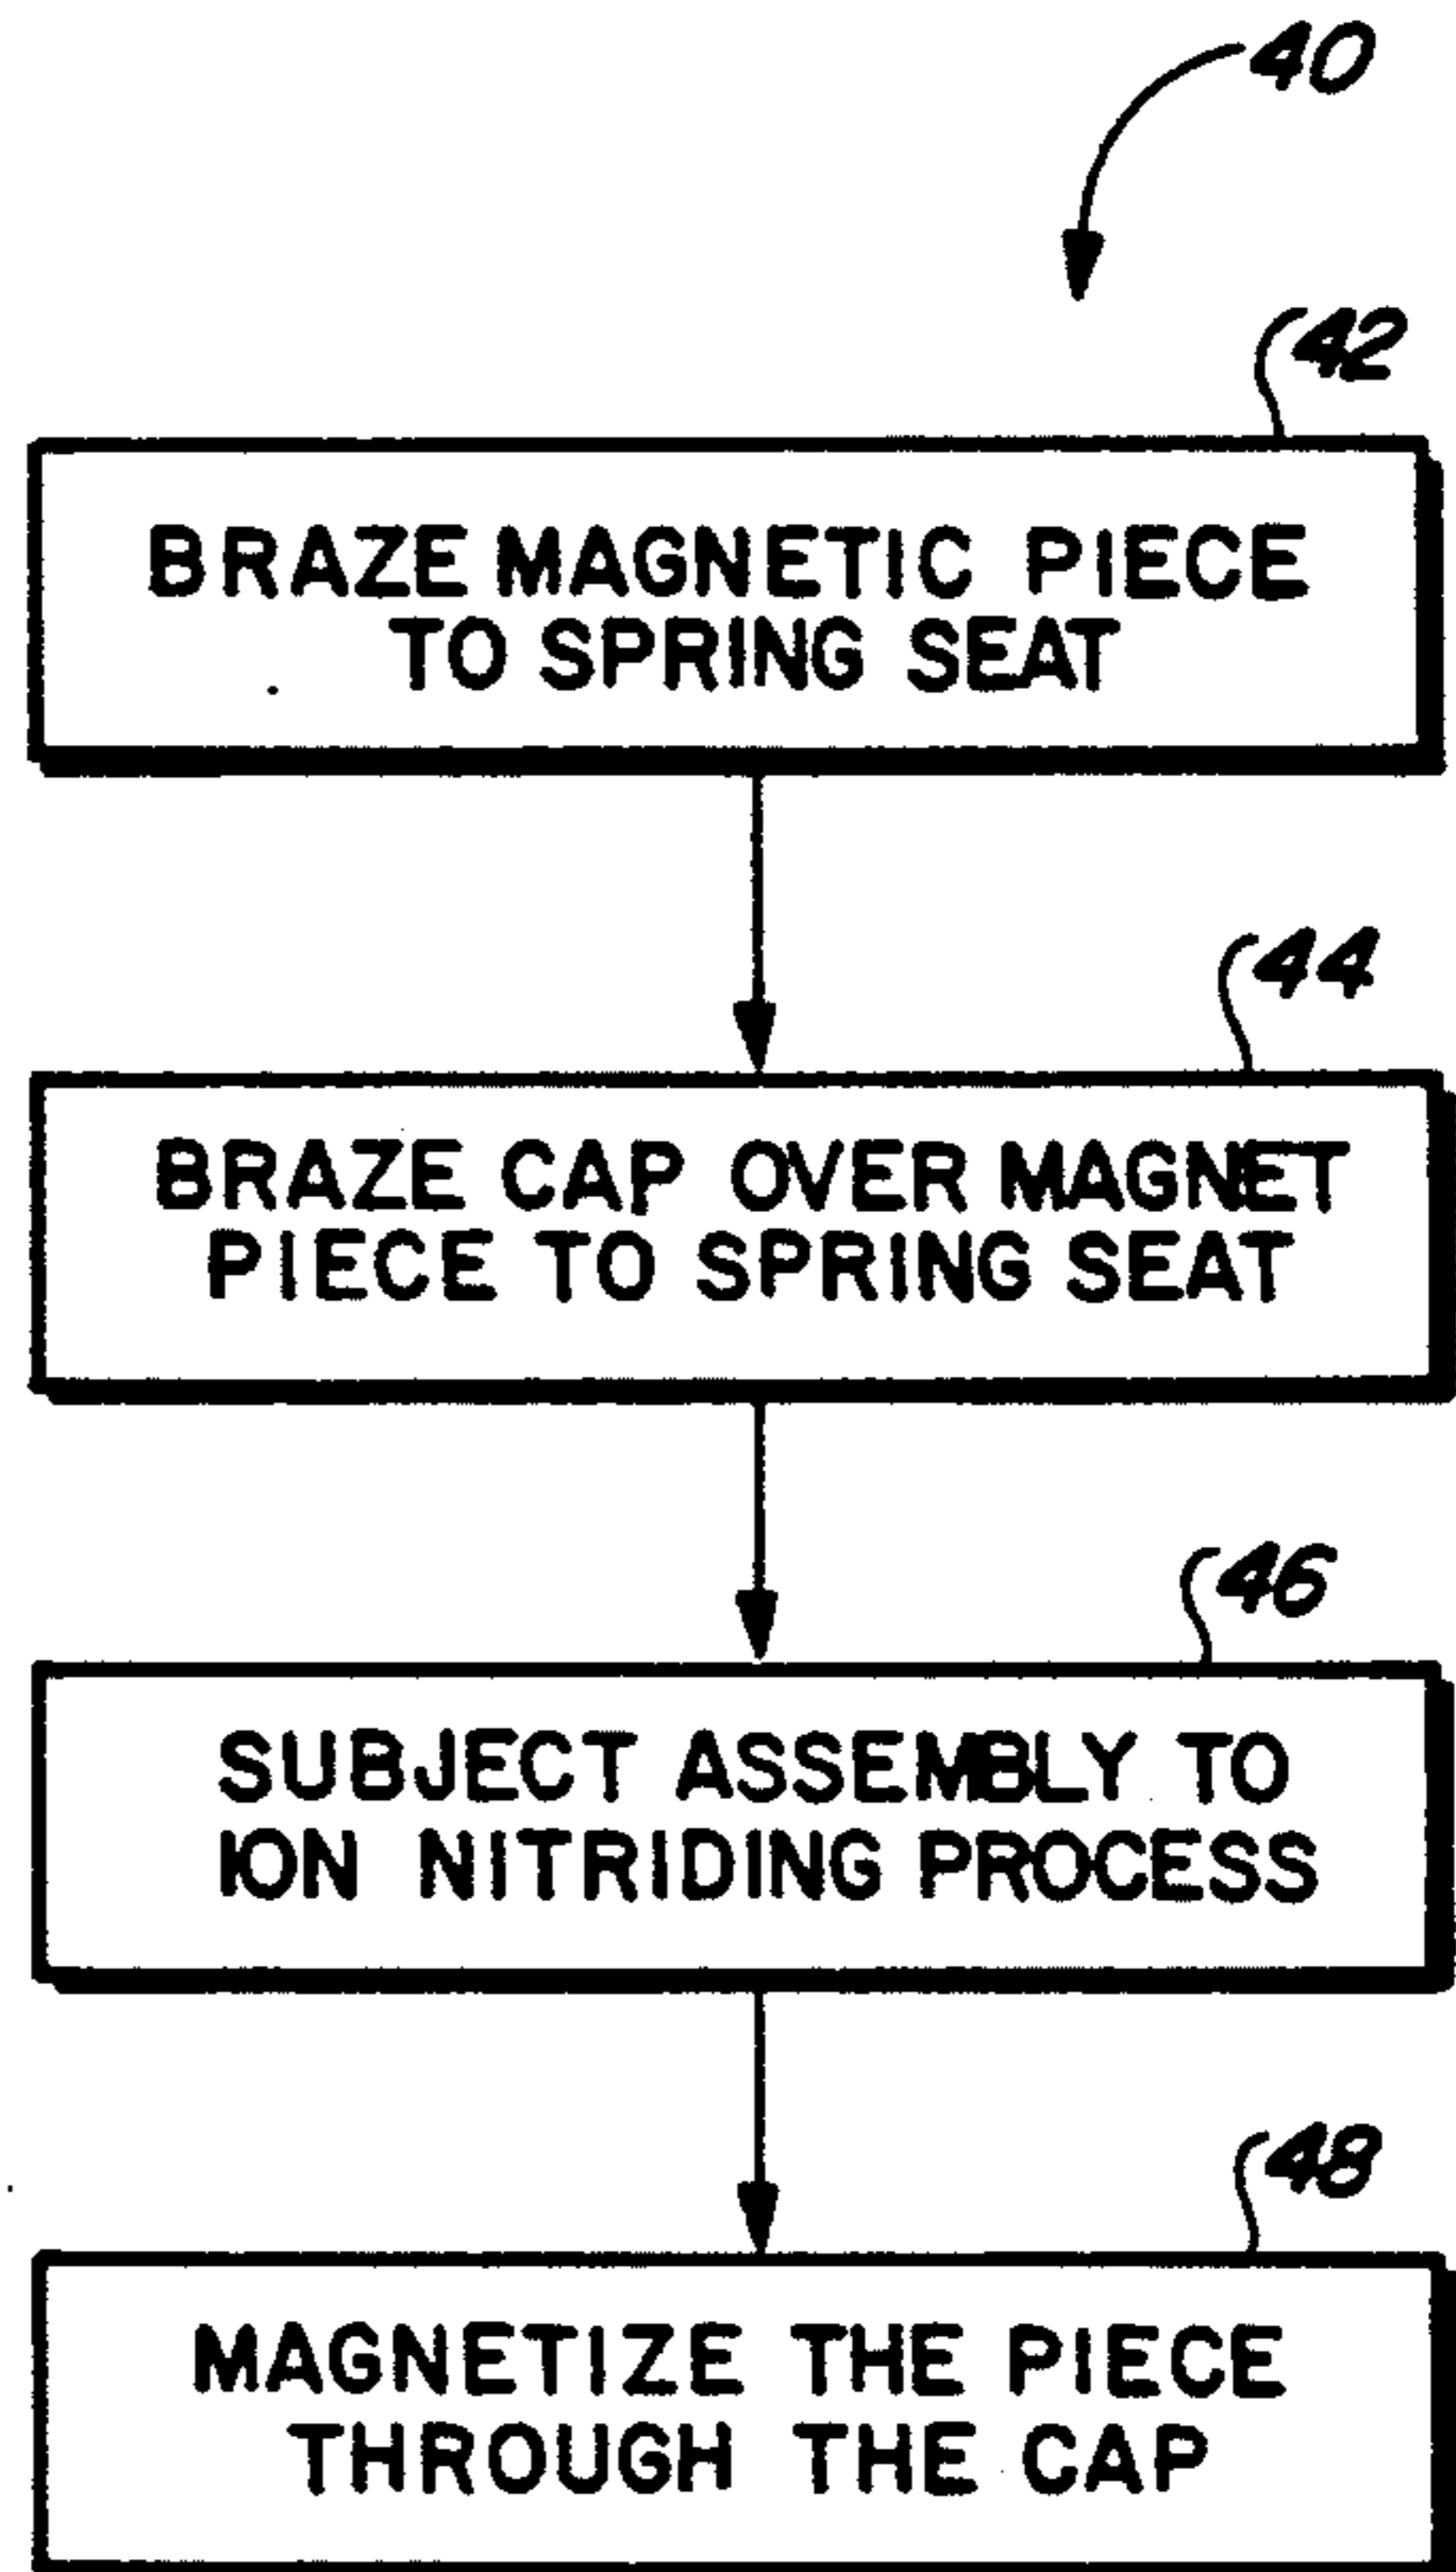 40
42
BRAZE MAGNETIC PIECE
TO SPRING SEAT
44
BRAZE CAP OVER MAGNET
PIECE TO SPRING SEAT
46
SUBJECT ASSEMBLY TO
ION NITRIDING PROCESS
48
MAGNETIZE THE PIECE
THROUGH THE CAP